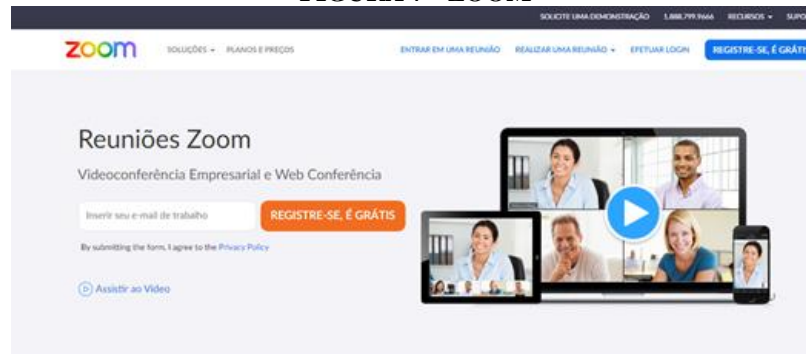 SOLICITE UMA DEMONSTRAÇÃO 1.888.799.9666 RECURSOS SUPO
zoom SOLUÇÕES PLANOS E PREÇOS ENTRAR EM UMA REUNIÃO REALIZAR UMA REUNIÃO EFETUAR LOGIN REGISTRE-SE, É GRÁTIS
Reuniões Zoom
Videoconferência Empresarial e Web Conferência
Inserir seu e-mail de trabalho REGISTRE-SE, É GRÁTIS
By submitting the form, I agree to the Privacy Policy
Assistir ao Vídeo